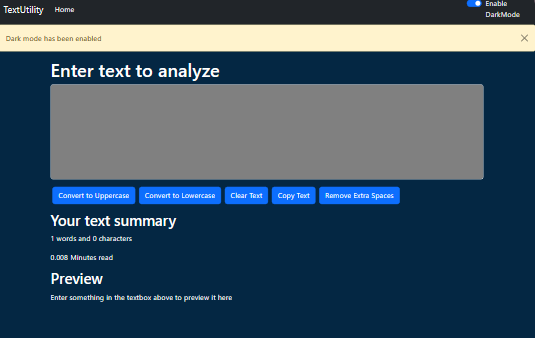 TextUtility Home Enable
DarkMode
Dark mode has been enabled
Enter text to analyze
Convert to Uppercase Convert to Lowercase Clear Text Copy Text Remove Extra Spaces
Your text summary
1 words and 0 characters
0.008 Minutes read
Preview
Enter something in the textbox above to preview it here